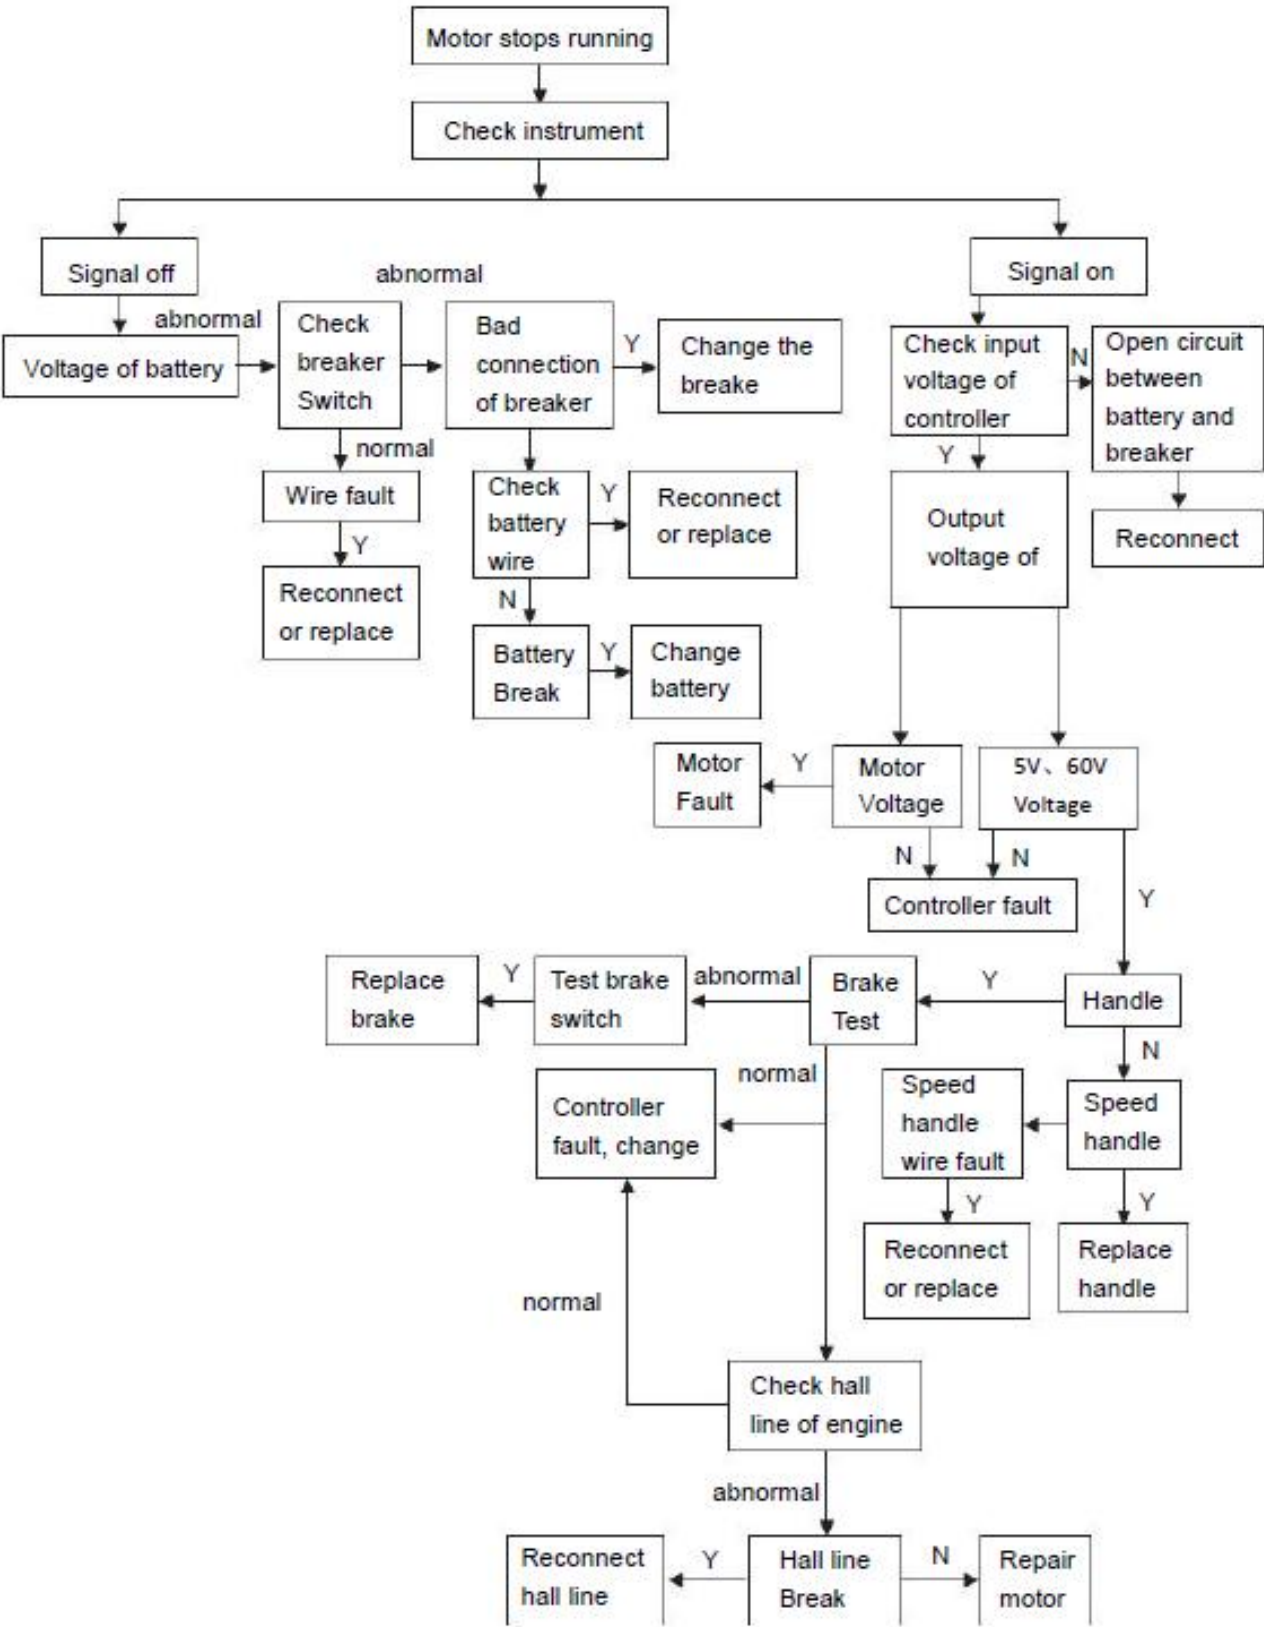 Motor stops running
Check instrument
Signal off
Signal on
abnormal
abnormal
Voltage of battery
Check
breaker
Switch
Bad
connection
of breaker
Y
Change the
breake
Check input
voltage of
controller
N
Open circuit
between
battery and
breaker
normal
Wire fault
Y
Reconnect
or replace
Check
battery
wire
Y
Reconnect
or replace
N
Battery
Break
Y
Change
battery
Y
Output
voltage of
Reconnect
Motor
Fault
Y
Motor
Voltage
5V、60V
Voltage
N
N
Controller fault
Y
Replace
brake
Y
Test brake
switch
abnormal
Brake
Test
Y
Handle
N
normal
Controller
fault, change
Speed
handle
wire fault
Speed
handle
Y
Y
Reconnect
or replace
Replace
handle
normal
Check hall
line of engine
abnormal
Reconnect
hall line
Y
Hall line
Break
N
Repair
motor